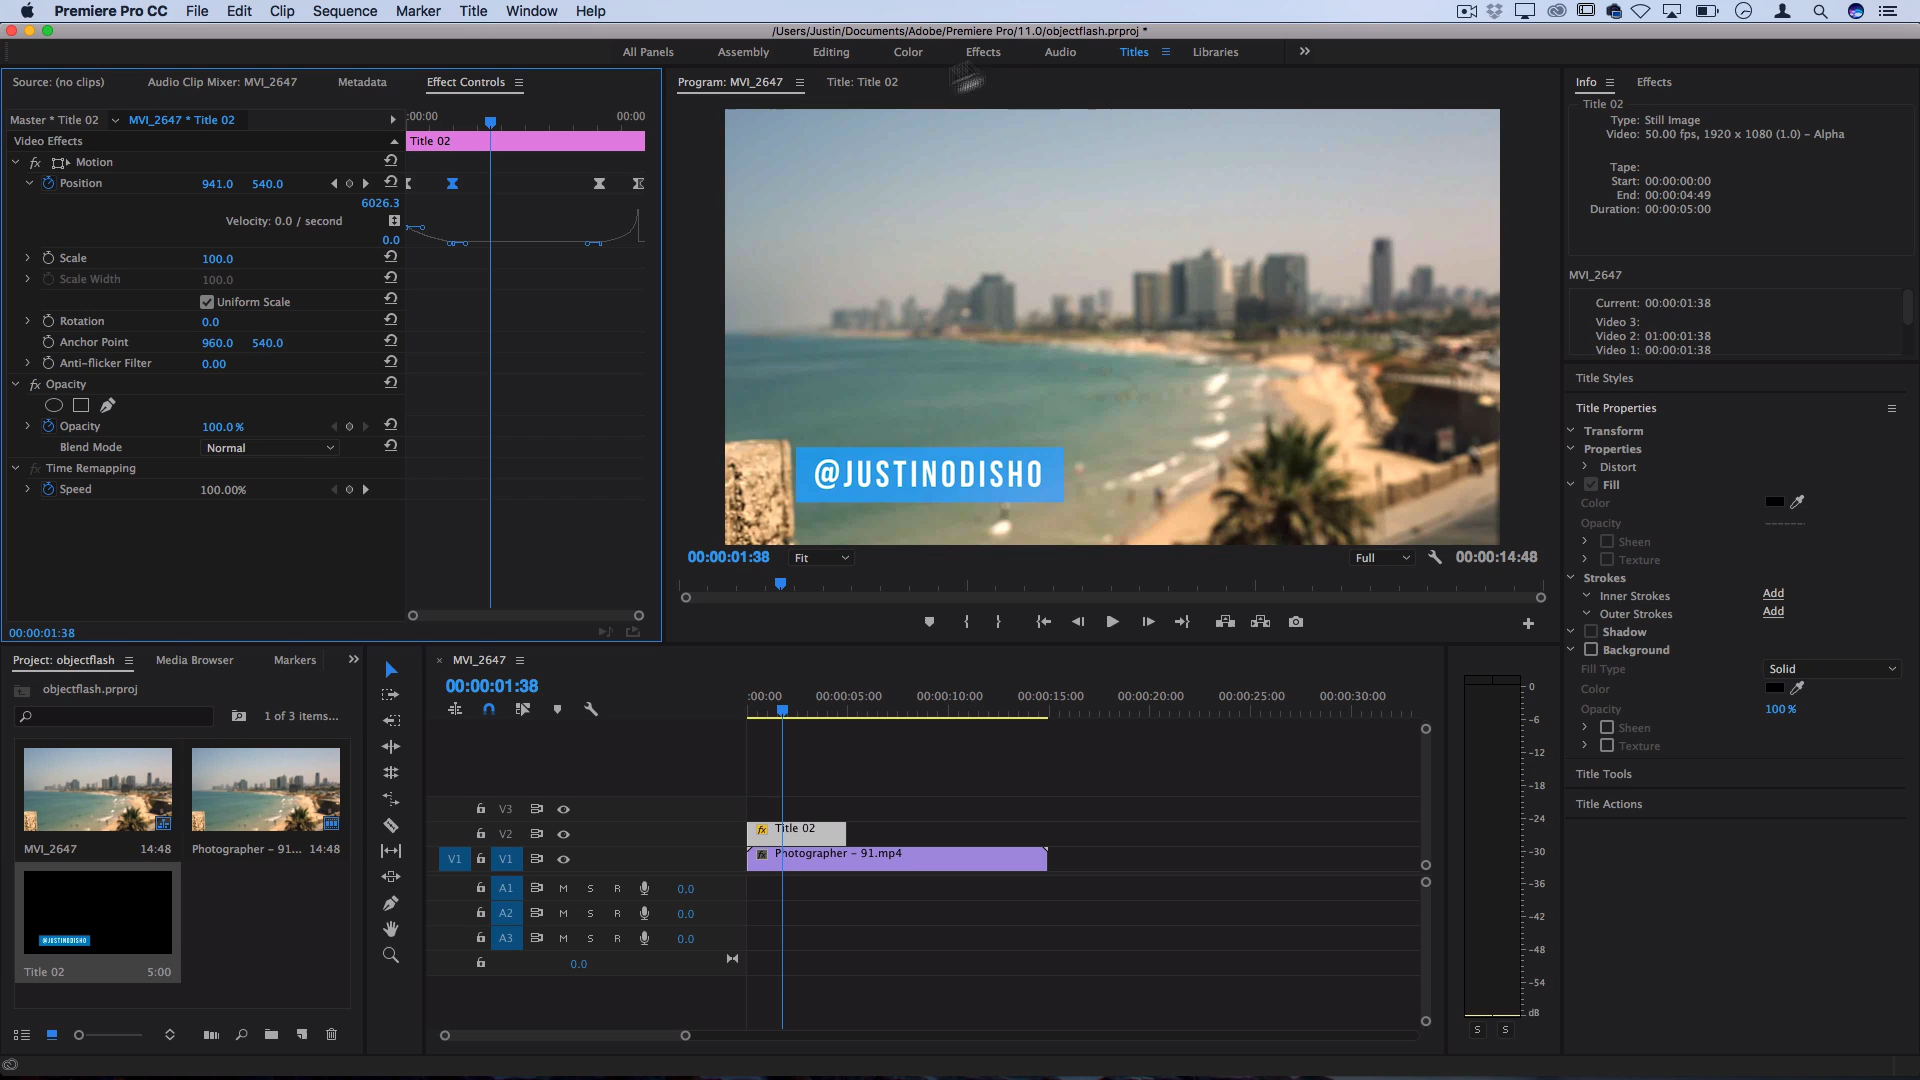 Premiere Pro CC File Edit Clip Sequence Marker Title Window Help
/Users/Justin/Documents/Adobe/Premiere Pro/11.0/objectflash.prproj *
All Panels Assembly Editing Color Effects Audio Titles Libraries
Source: (no clips) Audio Clip Mixer: MVI_2647 Metadata Effect Controls
Master * Title 02 MVI_2647 * Title 02
:00:00 00:00
Video Effects
Title 02
fx Motion
Position 941.0 540.0
6026.3
Velocity: 0.0 / second
0.0
Scale 100.0
Scale Width 100.0
Uniform Scale
Rotation 0.0
Anchor Point 960.0 540.0
Anti-flicker Filter 0.00
fx Opacity
Opacity 100.0 %
Blend Mode Normal
fx Time Remapping
Speed 100.00%
00:00:01:38
Program: MVI_2647 Title: Title 02
@JUSTINODISHO
00:00:01:38 Fit Full 00:00:14:48
Info Effects
Title 02
Type: Still Image
Video: 50.00 fps, 1920 x 1080 (1.0) - Alpha
Tape:
Start: 00:00:00:00
End: 00:00:04:49
Duration: 00:00:05:00
MVI_2647
Current: 00:00:01:38
Video 3:
Video 2: 01:00:01:38
Video 1: 00:00:01:38
Title Styles
Title Properties
Transform
Properties
Distort
Fill
Color
Opacity
Sheen
Texture
Strokes
Inner Strokes Add
Outer Strokes Add
Shadow
Background
Fill Type Solid
Color
Opacity 100 %
Sheen
Texture
Title Tools
Title Actions
Project: objectflash Media Browser Markers
objectflash.prproj
1 of 3 items...
MVI_2647 14:48
Photographer - 91... 14:48
@JUSTINODISHO
Title 02 5:00
MVI_2647
00:00:01:38
:00:00 00:00:05:00 00:00:10:00 00:00:15:00 00:00:20:00 00:00:25:00 00:00:30:00
V3
V2
fx Title 02
V1 V1
fx Photographer - 91.mp4
A1 M S R 0.0
A2 M S R 0.0
A3 M S R 0.0
0.0
0
-6
-12
-18
-24
-30
-36
-42
-48
-54
dB
S S